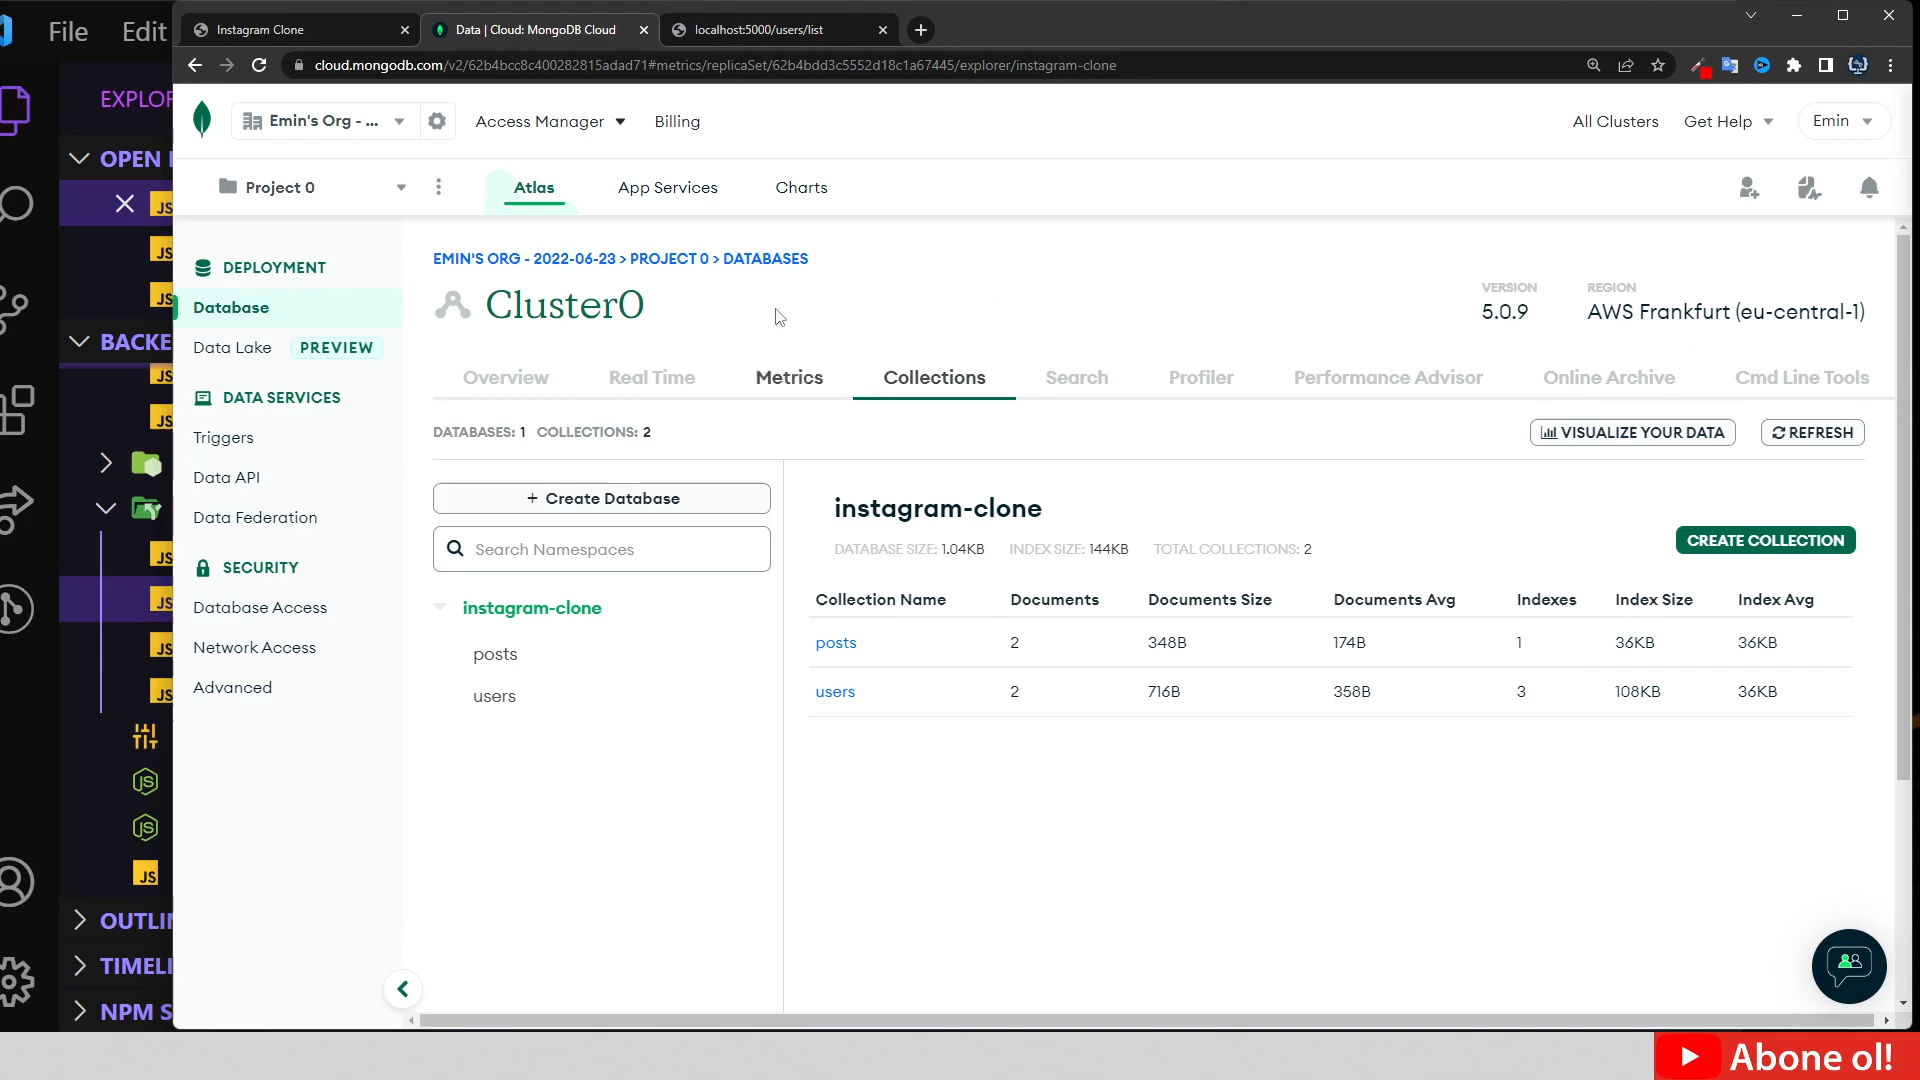 File Edit
Instagram Clone
Data | Cloud: MongoDB Cloud
localhost:5000/users/list
cloud.mongodb.com/v2/62b4bcc8c400282815adad71#metrics/replicaSet/62b4bdd3c5552d18c1a67445/explorer/instagram-clone
EXPLOR
OPEN
BACKE
OUTLIN
TIMELI
NPM S
Emin's Org - ...
Access Manager
Billing
All Clusters
Get Help
Emin
Project 0
Atlas
App Services
Charts
DEPLOYMENT
Database
Data Lake PREVIEW
DATA SERVICES
Triggers
Data API
Data Federation
SECURITY
Database Access
Network Access
Advanced
EMIN'S ORG - 2022-06-23 > PROJECT 0 > DATABASES
Cluster0
VERSION
5.0.9
REGION
AWS Frankfurt (eu-central-1)
Overview Real Time Metrics Collections Search Profiler Performance Advisor Online Archive Cmd Line Tools
DATABASES: 1 COLLECTIONS: 2
VISUALIZE YOUR DATA
REFRESH
+ Create Database
Search Namespaces
instagram-clone
posts
users
instagram-clone
DATABASE SIZE: 1.04KB INDEX SIZE: 144KB TOTAL COLLECTIONS: 2
CREATE COLLECTION
Collection Name Documents Documents Size Documents Avg Indexes Index Size Index Avg
posts 2 348B 174B 1 36KB 36KB
users 2 716B 358B 3 108KB 36KB
Abone ol!